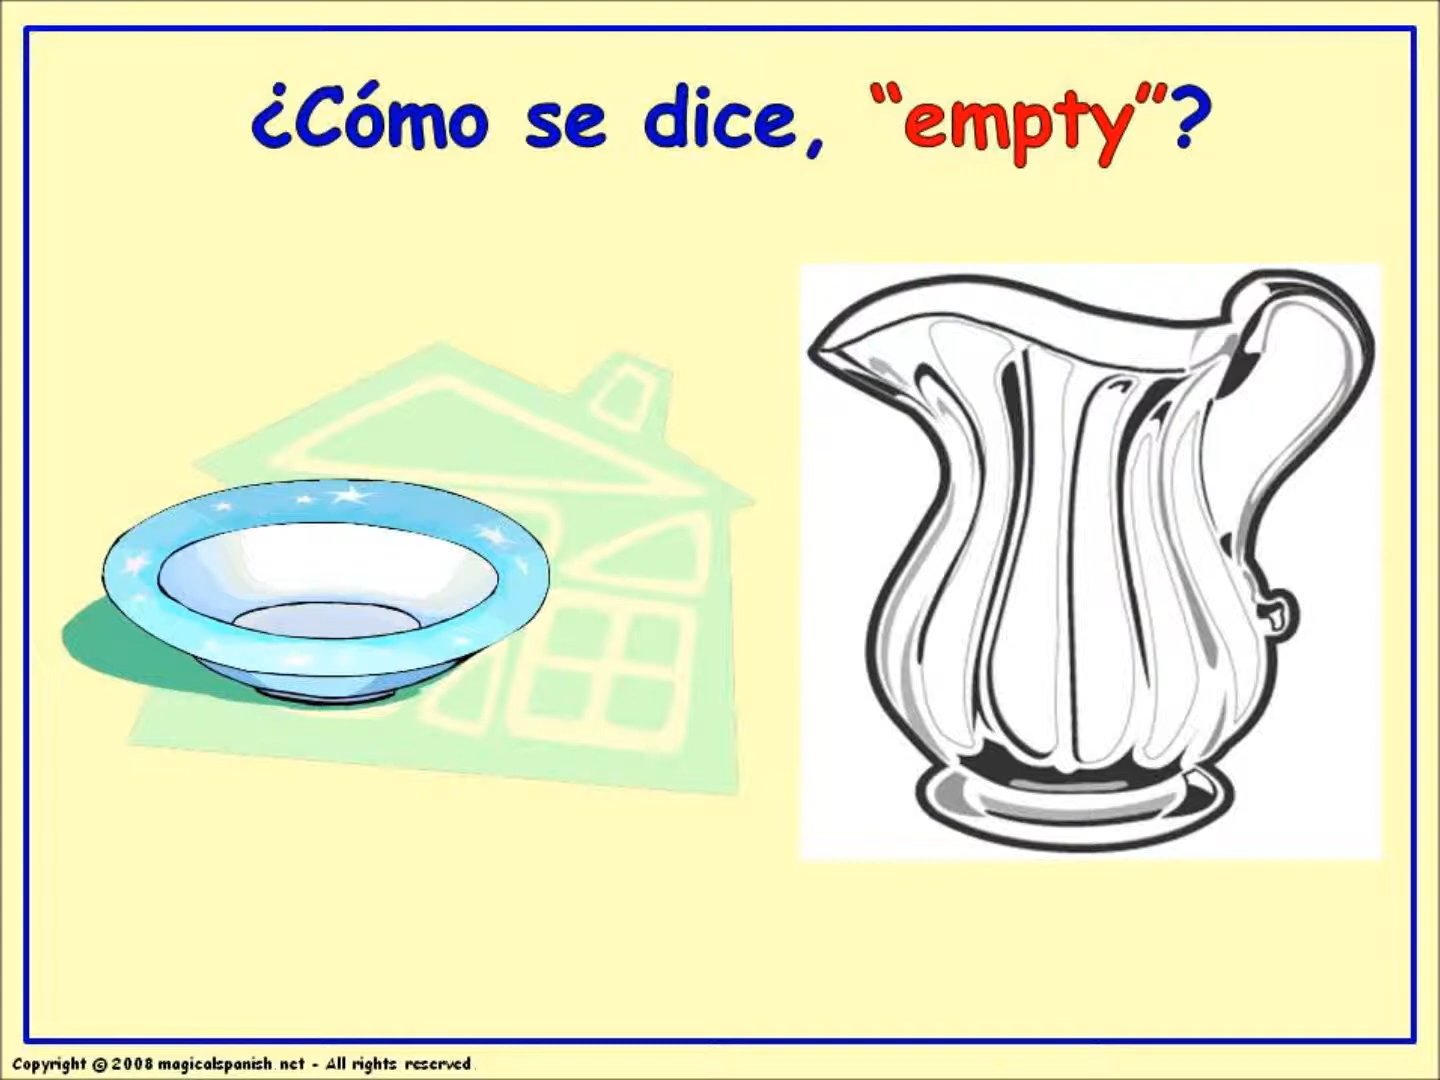 ¿Cómo se dice, “empty”?
Copyright © 2008 magicalspanish.net - All rights reserved.